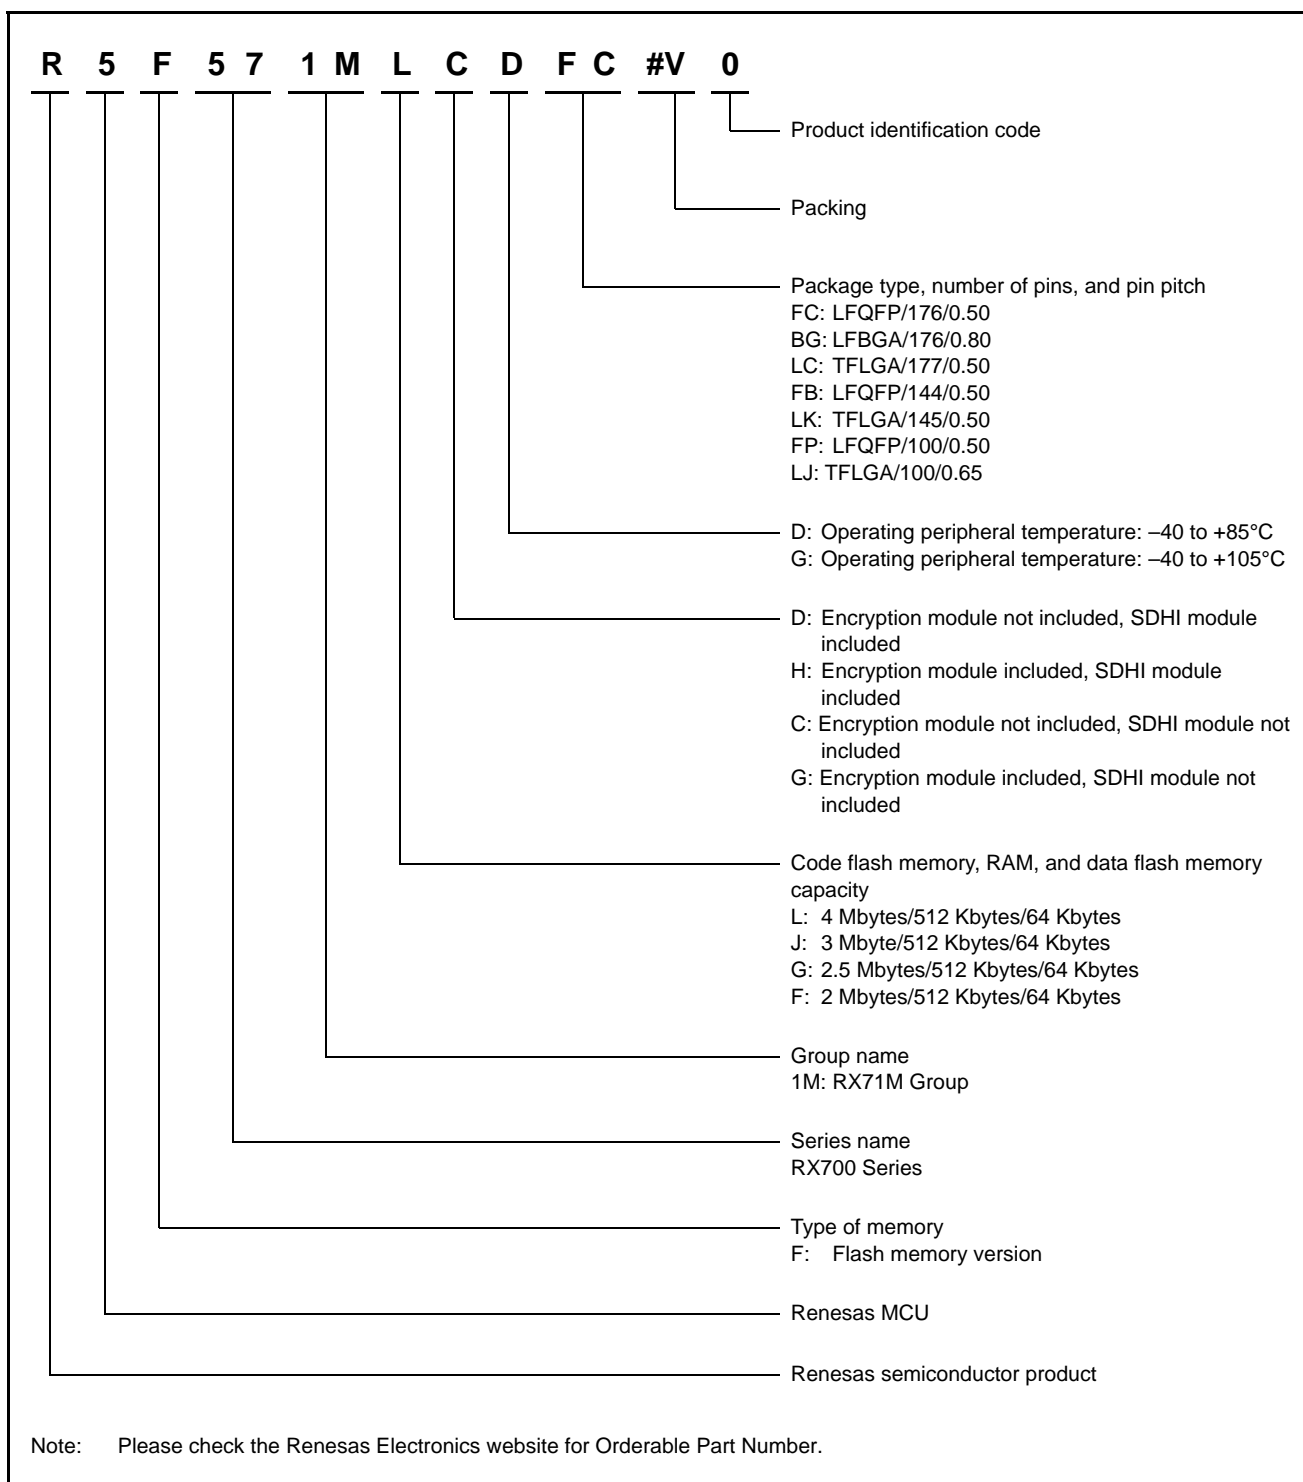 R 5 F 5 7 1 M L C D F C #V 0
Product identification code
Packing
Package type, number of pins, and pin pitch
FC: LFQFP/176/0.50
BG: LFBGA/176/0.80
LC: TFLGA/177/0.50
FB: LFQFP/144/0.50
LK: TFLGA/145/0.50
FP: LFQFP/100/0.50
LJ: TFLGA/100/0.65
D: Operating peripheral temperature: –40 to +85°C
G: Operating peripheral temperature: –40 to +105°C
D: Encryption module not included, SDHI module
included
H: Encryption module included, SDHI module
included
C: Encryption module not included, SDHI module not
included
G: Encryption module included, SDHI module not
included
Code flash memory, RAM, and data flash memory
capacity
L: 4 Mbytes/512 Kbytes/64 Kbytes
J: 3 Mbyte/512 Kbytes/64 Kbytes
G: 2.5 Mbytes/512 Kbytes/64 Kbytes
F: 2 Mbytes/512 Kbytes/64 Kbytes
Group name
1M: RX71M Group
Series name
RX700 Series
Type of memory
F: Flash memory version
Renesas MCU
Renesas semiconductor product
Note: Please check the Renesas Electronics website for Orderable Part Number.